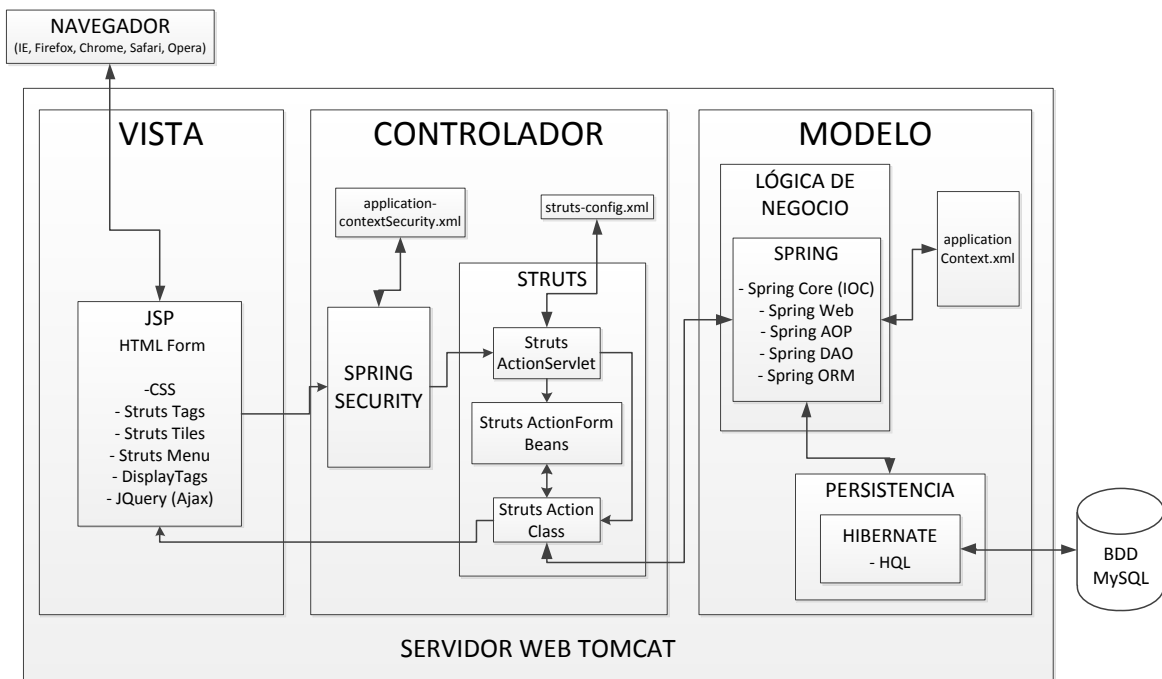 NAVEGADOR
(IE, Firefox, Chrome, Safari, Opera)
VISTA
JSP
HTML Form
-CSS
- Struts Tags
- Struts Tiles
- Struts Menu
- DisplayTags
- JQuery (Ajax)
CONTROLADOR
application-
contextSecurity.xml
struts-config.xml
SPRING
SECURITY
STRUTS
Struts
ActionServlet
Struts ActionForm
Beans
Struts Action
Class
MODELO
LÓGICA DE
NEGOCIO
SPRING
- Spring Core (IOC)
- Spring Web
- Spring AOP
- Spring DAO
- Spring ORM
application
Context.xml
PERSISTENCIA
HIBERNATE
- HQL
BDD
MySQL
SERVIDOR WEB TOMCAT